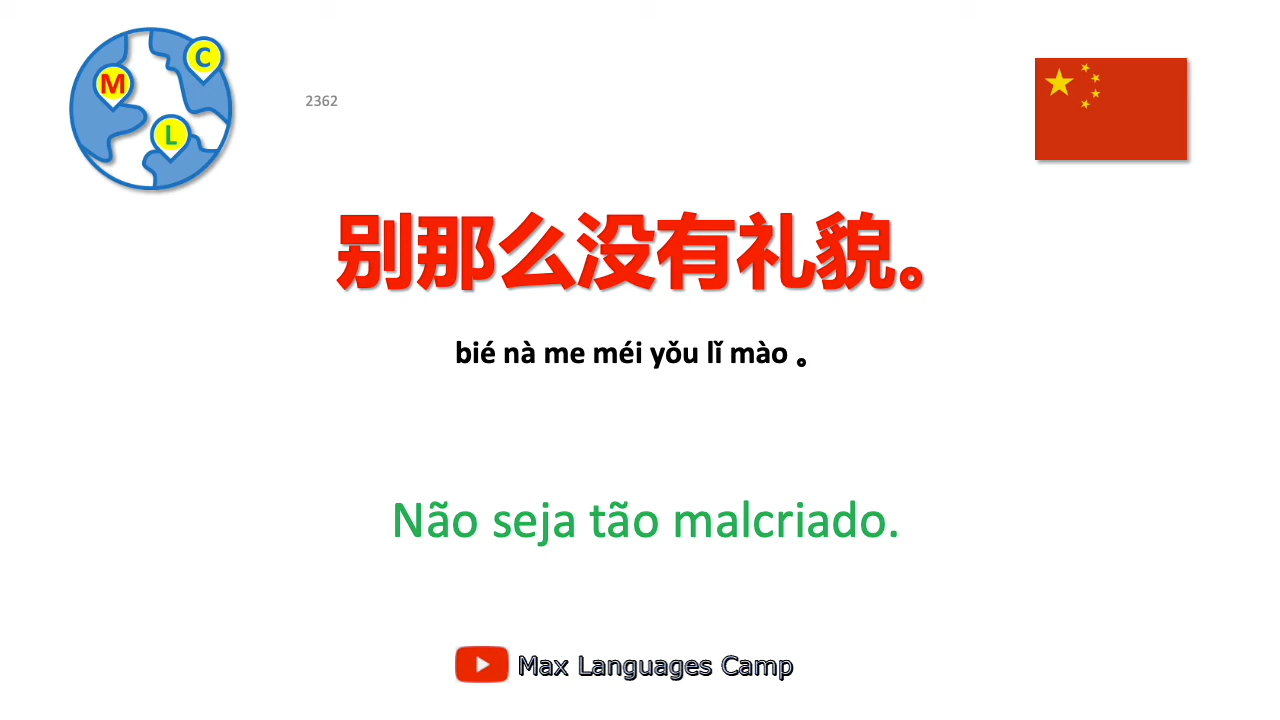 M
C
L
2362
别那么没有礼貌。
bié nà me méi yǒu lǐ mào 。
Não seja tão malcriado.
Max Languages Camp